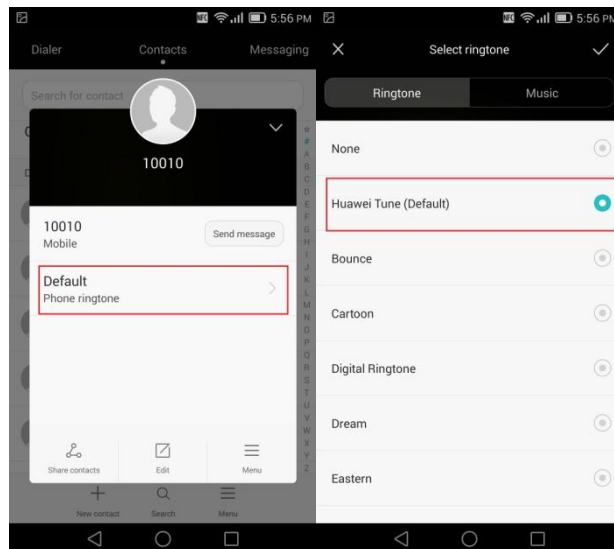 5:56 PM
Dialer
Contacts
Messaging
Search for contact
10010
10010
Mobile
Send message
Default
Phone ringtone
Share contacts
Edit
Menu
New contact
Search
Menu
#
A
B
C
D
E
F
G
H
I
J
K
L
M
N
O
P
Q
R
S
T
U
V
W
X
Y
Z
5:56 PM
Select ringtone
Ringtone
Music
None
Huawei Tune (Default)
Bounce
Cartoon
Digital Ringtone
Dream
Eastern